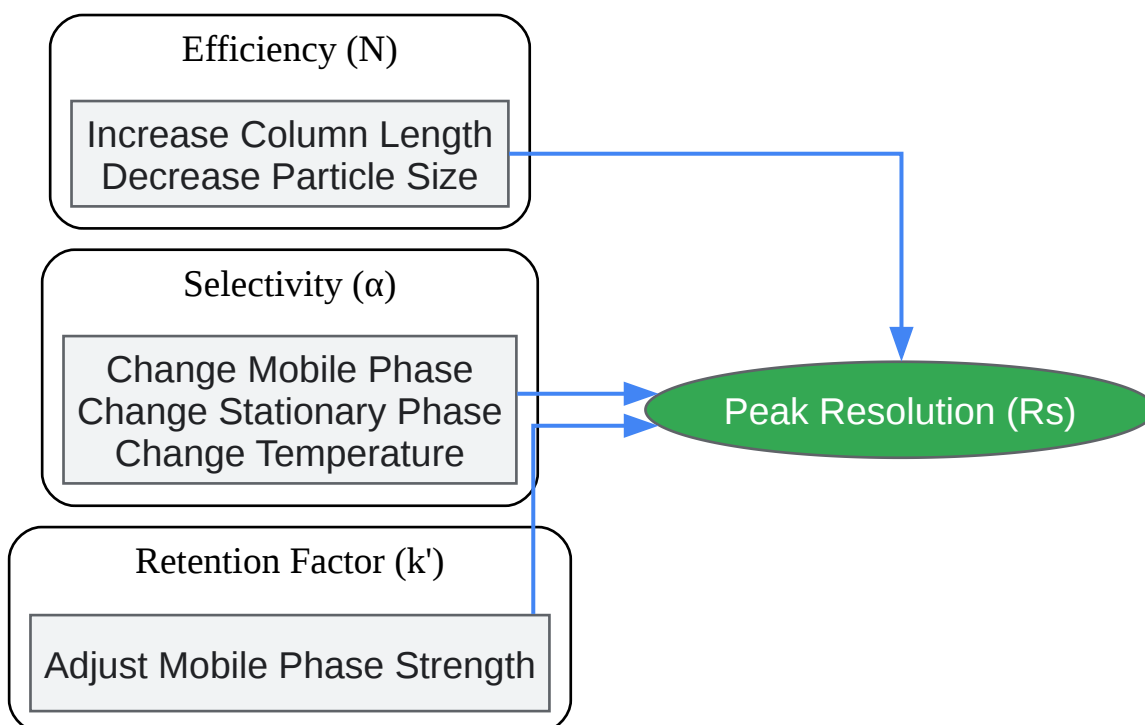 Efficiency (N)
Increase Column Length
Decrease Particle Size
Selectivity (α)
Change Mobile Phase
Change Stationary Phase
Change Temperature
Peak Resolution (Rs)
Retention Factor (k')
Adjust Mobile Phase Strength